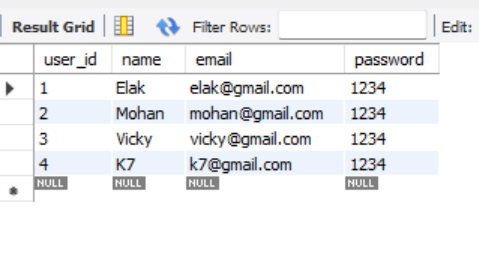 Result Grid Filter Rows: Edit:
user_id name email password
1 Elak elak@gmail.com 1234
2 Mohan mohan@gmail.com 1234
3 Vicky vicky@gmail.com 1234
4 K7 k7@gmail.com 1234
NULL NULL NULL NULL